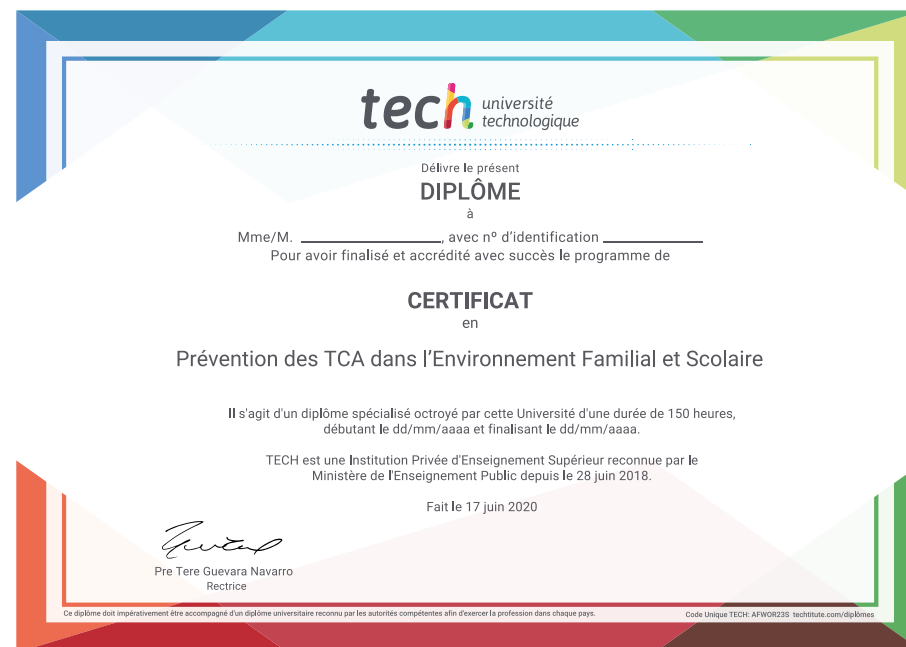 tech université
technologique
Délivre le présent
DIPLÔME
à
Mme/M. ____________________, avec nº d'identification ______________
Pour avoir finalisé et accrédité avec succès le programme de
CERTIFICAT
en
Prévention des TCA dans l'Environnement Familial et Scolaire
Il s'agit d'un diplôme spécialisé octroyé par cette Université d'une durée de 150 heures,
débutant le dd/mm/aaaa et finalisant le dd/mm/aaaa.
TECH est une Institution Privée d'Enseignement Supérieur reconnue par le
Ministère de l'Enseignement Public depuis le 28 juin 2018.
Fait le 17 juin 2020
Pre Tere Guevara Navarro
Rectrice
Ce diplôme doit impérativement être accompagné d'un diplôme universitaire reconnu par les autorités compétentes afin d'exercer la profession dans chaque pays.
Code Unique TECH: AFWOR23S techtitute.com/diplômes